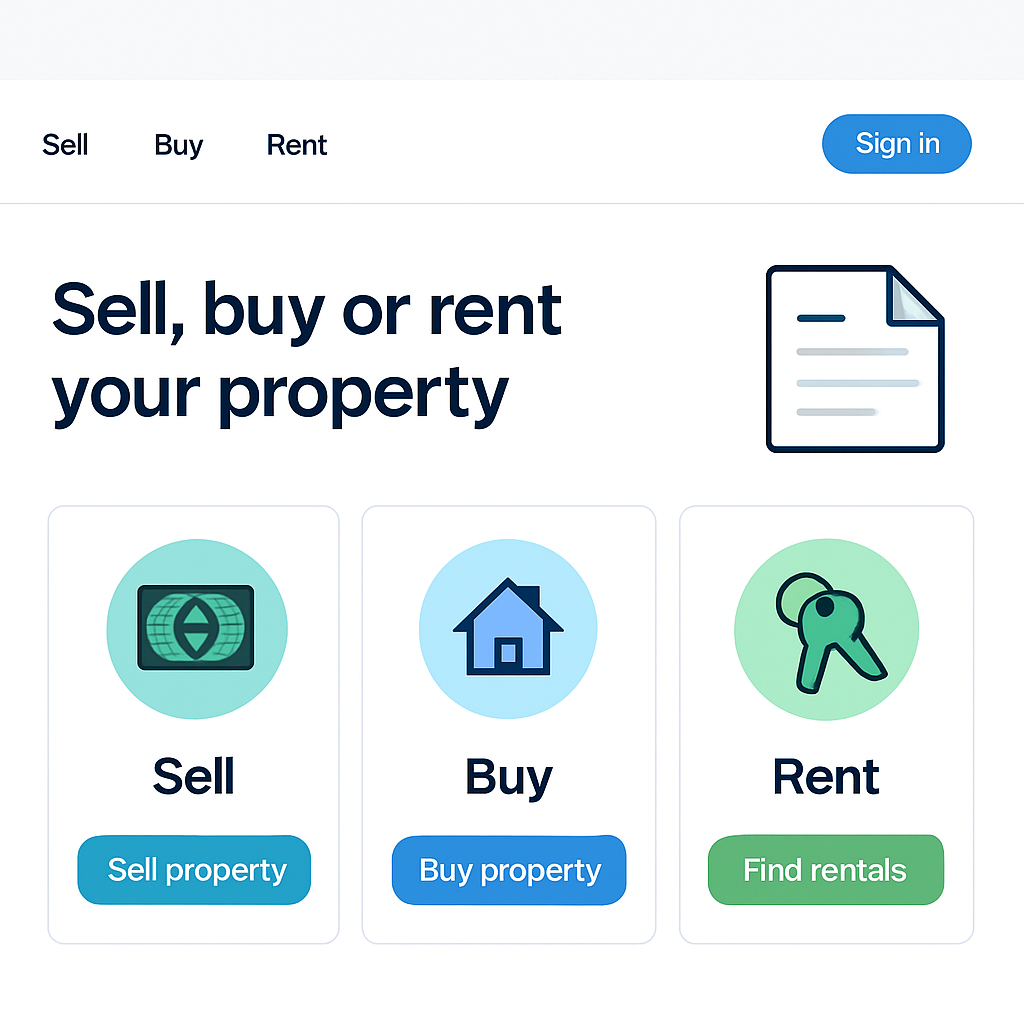 Sell
Buy
Rent
Sign in
Sell, buy or rent
your property
Sell
Buy
Rent
Sell property
Buy property
Find rentals